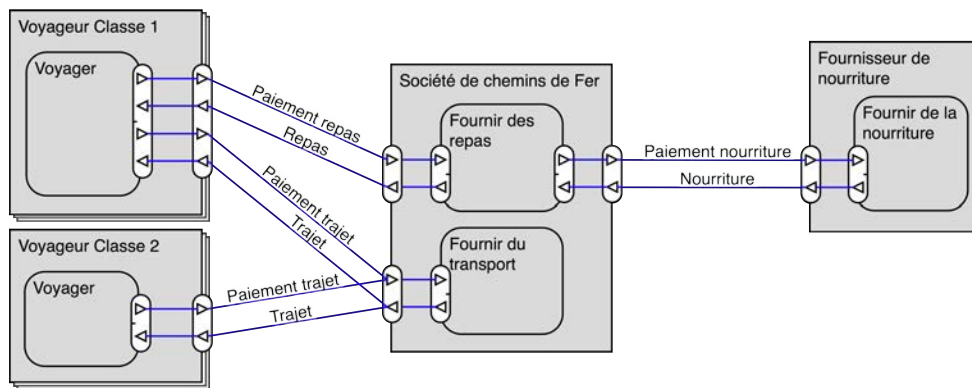 Voyageur Classe 1
Voyager
Paiement repas
Repas
Paiement trajet
Trajet
Voyageur Classe 2
Voyager
Paiement trajet
Trajet
Société de chemins de Fer
Fournir des
repas
Fournir du
transport
Paiement nourriture
Nourriture
Fournisseur de
nourriture
Fournir de la
nourriture